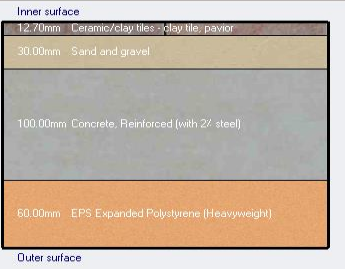 Inner surface
12.70mm Ceramic/clay tiles - clay tile, pavior
30.00mm Sand and gravel
100.00mm Concrete, Reinforced (with 2% steel)
60.00mm EPS Expanded Polystyrene (Heavyweight)
Outer surface